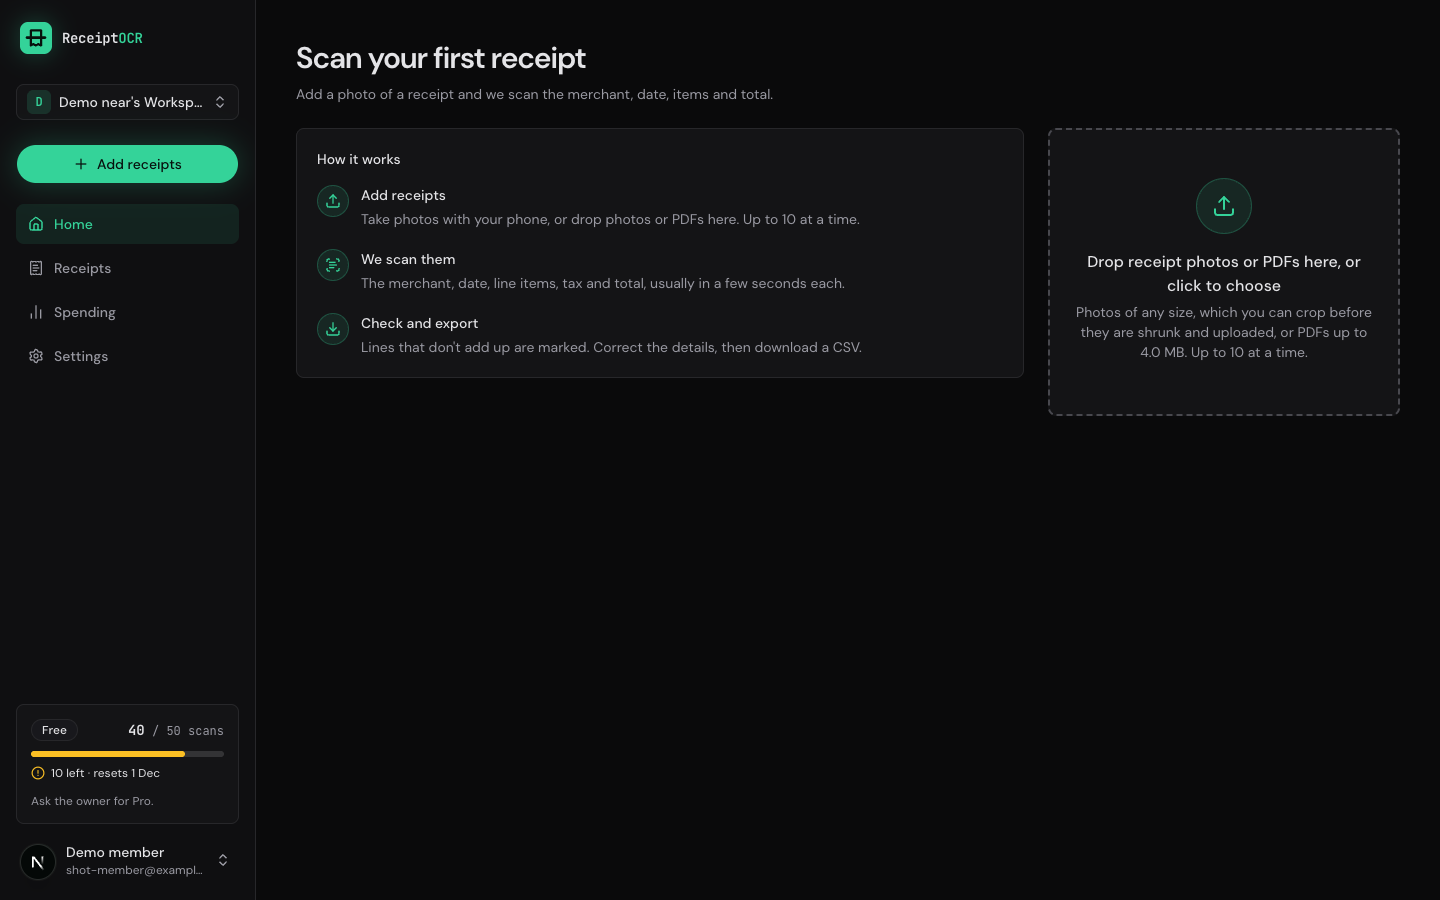 ReceiptOCR
D Demo near's Worksp...
Add receipts
Home
Receipts
Spending
Settings
Free 40 / 50 scans
10 left · resets 1 Dec
Ask the owner for Pro.
N
Demo member
shot-member@exampl...
Scan your first receipt
Add a photo of a receipt and we scan the merchant, date, items and total.
How it works
Add receipts
Take photos with your phone, or drop photos or PDFs here. Up to 10 at a time.
We scan them
The merchant, date, line items, tax and total, usually in a few seconds each.
Check and export
Lines that don't add up are marked. Correct the details, then download a CSV.
Drop receipt photos or PDFs here, or
click to choose
Photos of any size, which you can crop before
they are shrunk and uploaded, or PDFs up to
4.0 MB. Up to 10 at a time.